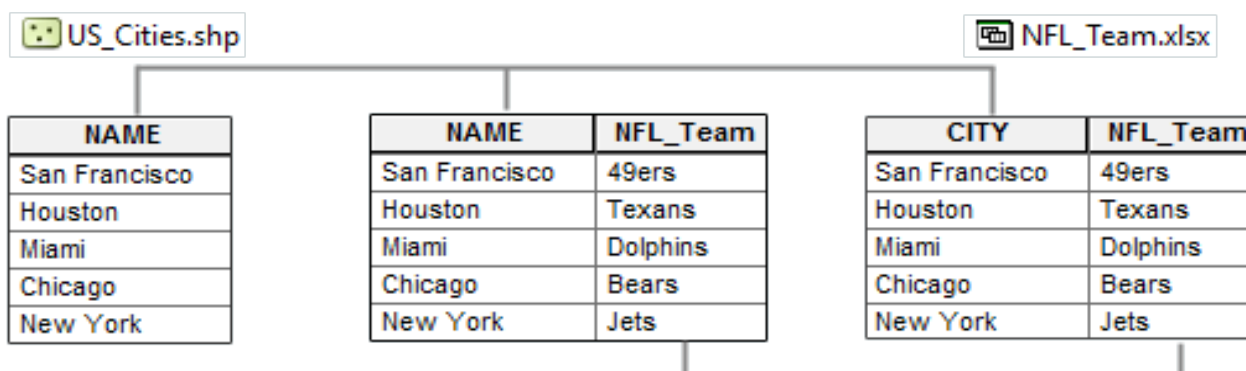 US_Cities.shp NFL_Team.xlsx
NAME NAME NFL_Team CITY NFL_Team
San Francisco San Francisco 49ers San Francisco 49ers
Houston Houston Texans Houston Texans
Miami Miami Dolphins Miami Dolphins
Chicago Chicago Bears Chicago Bears
New York New York Jets New York Jets